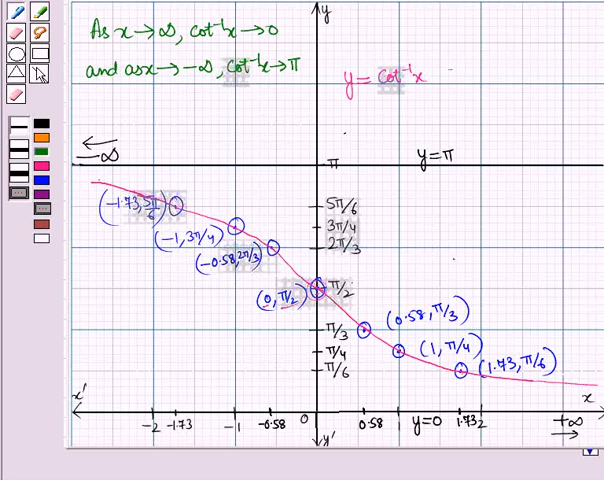 y
As x → ∞, cot⁻¹x → 0
and as x → -∞, cot⁻¹x → π
y = cot⁻¹x
-∞
π
y = π
(-1.73, 5π/6)
5π/6
(-1, 3π/4)
3π/4
(-0.58, 2π/3)
2π/3
(0, π/2)
π/2
(0.58, π/3)
π/3
(1, π/4)
π/4
(1.73, π/6)
π/6
x'
x
0
-2 -1.73 -1 -0.58 0.58 1 y=0 1.73 2 +∞
y'